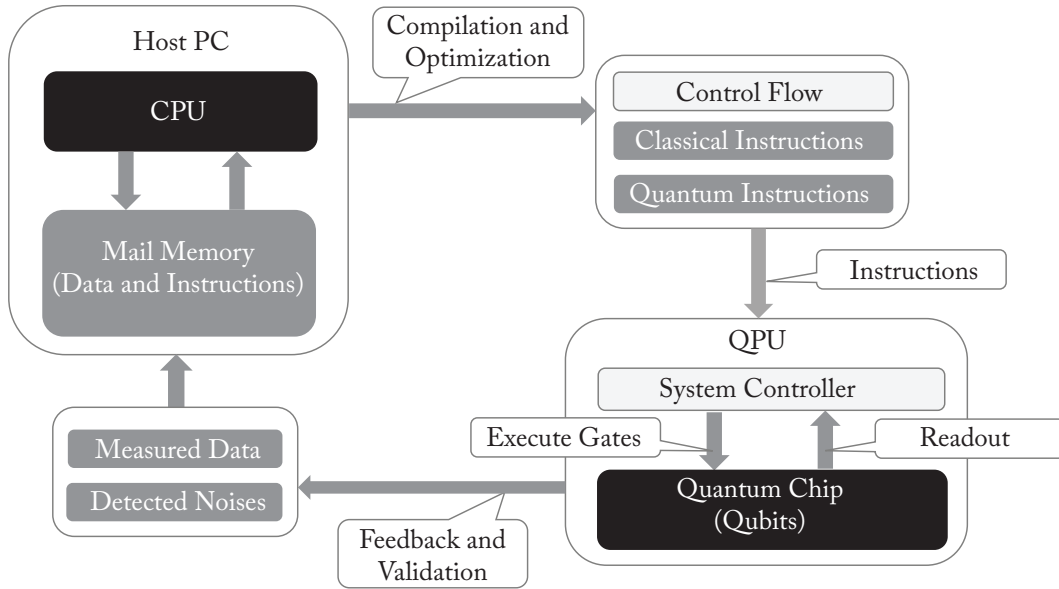 Host PC
CPU
Mail Memory
(Data and Instructions)
Compilation and
Optimization
Control Flow
Classical Instructions
Quantum Instructions
Instructions
QPU
System Controller
Execute Gates
Readout
Quantum Chip
(Qubits)
Feedback and
Validation
Measured Data
Detected Noises